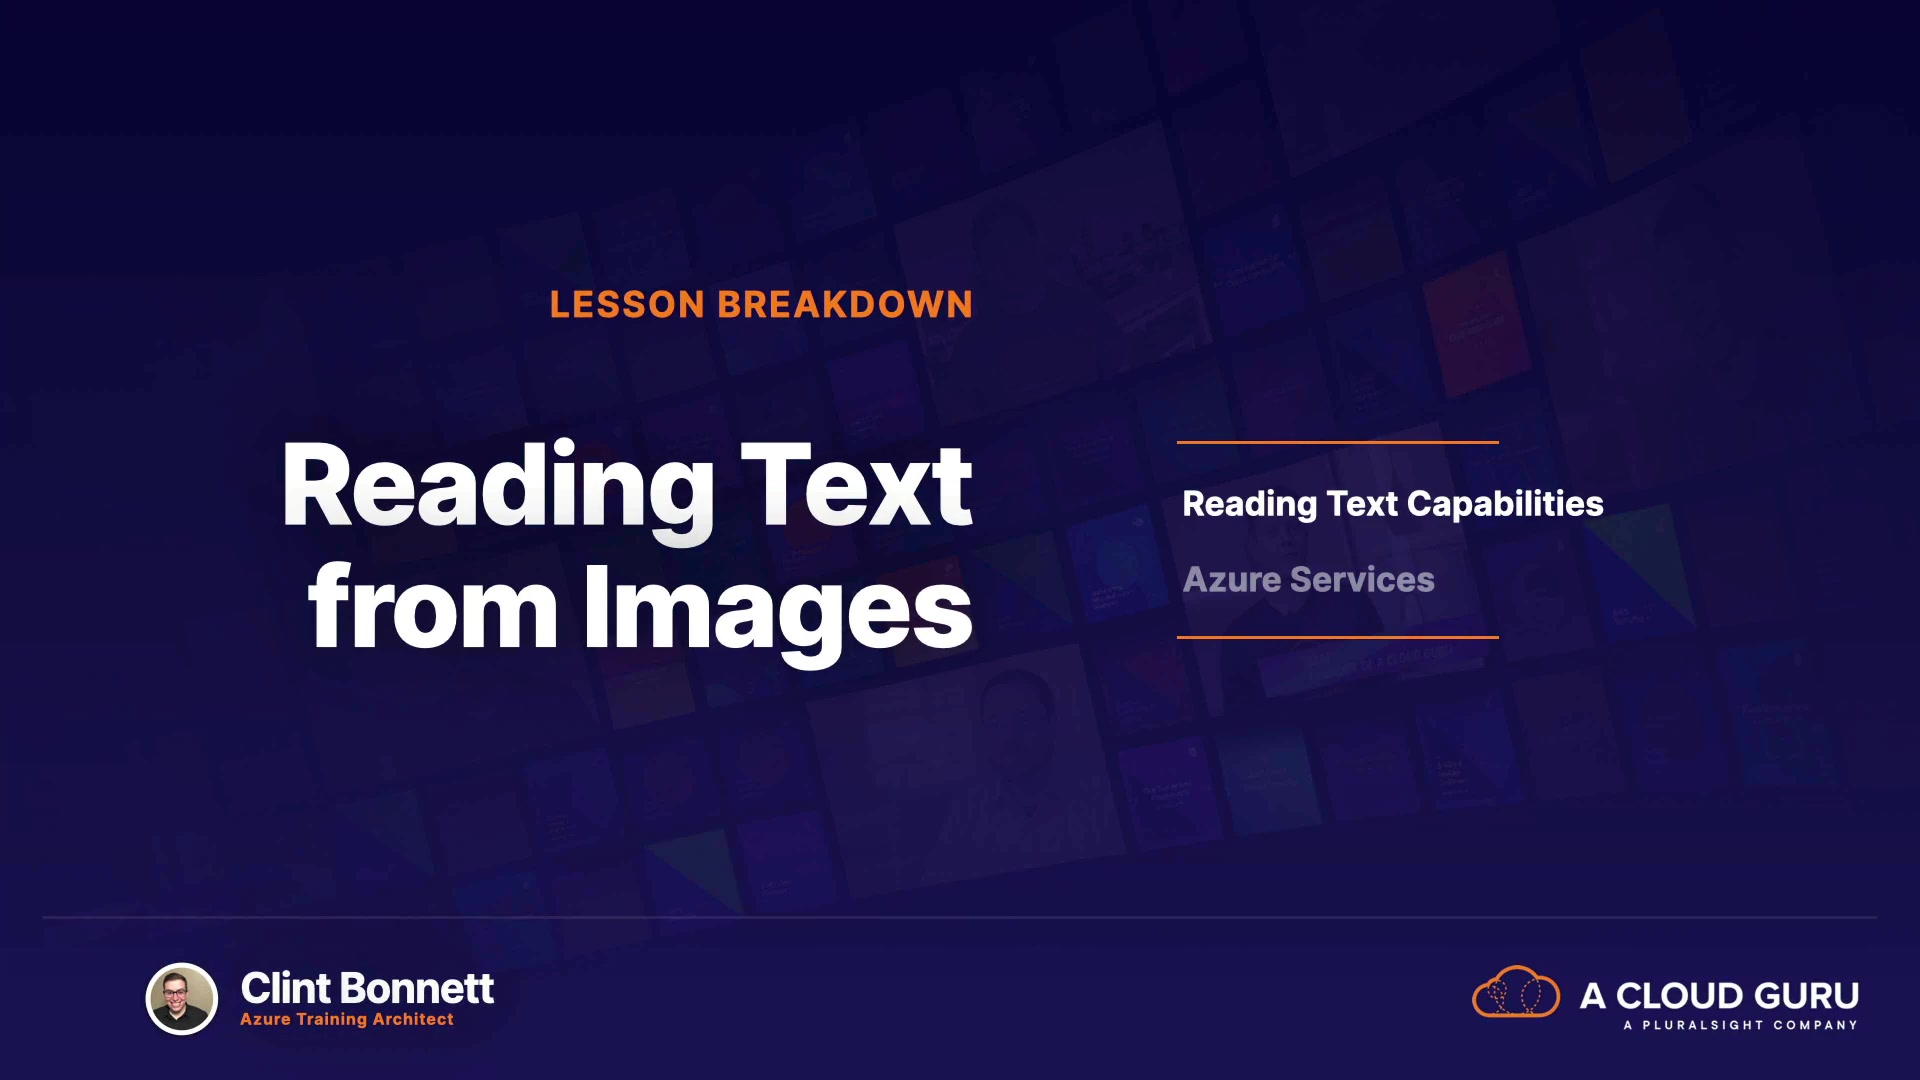 LESSON BREAKDOWN
Reading Text
from Images
Reading Text Capabilities
Azure Services
Clint Bonnett
Azure Training Architect
A CLOUD GURU
A PLURALSIGHT COMPANY